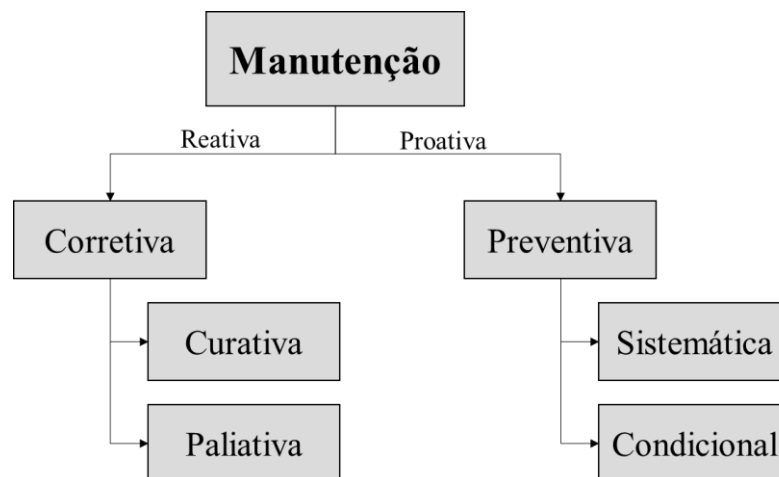 Manutenção
Reativa
Proativa
Corretiva
Preventiva
Curativa
Sistemática
Paliativa
Condicional